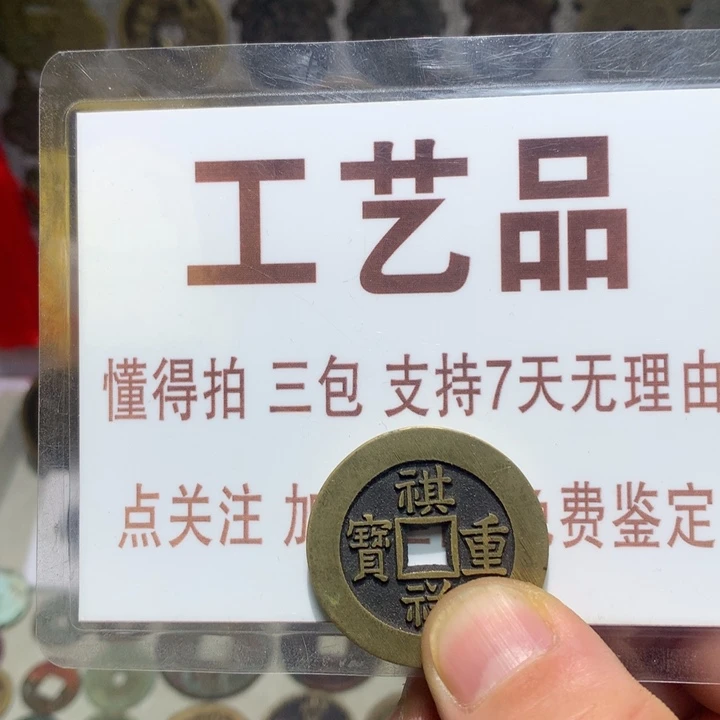 工艺品
懂得拍 三包 支持7天无理由
点关注 加 免费鉴定
祺祥重寶